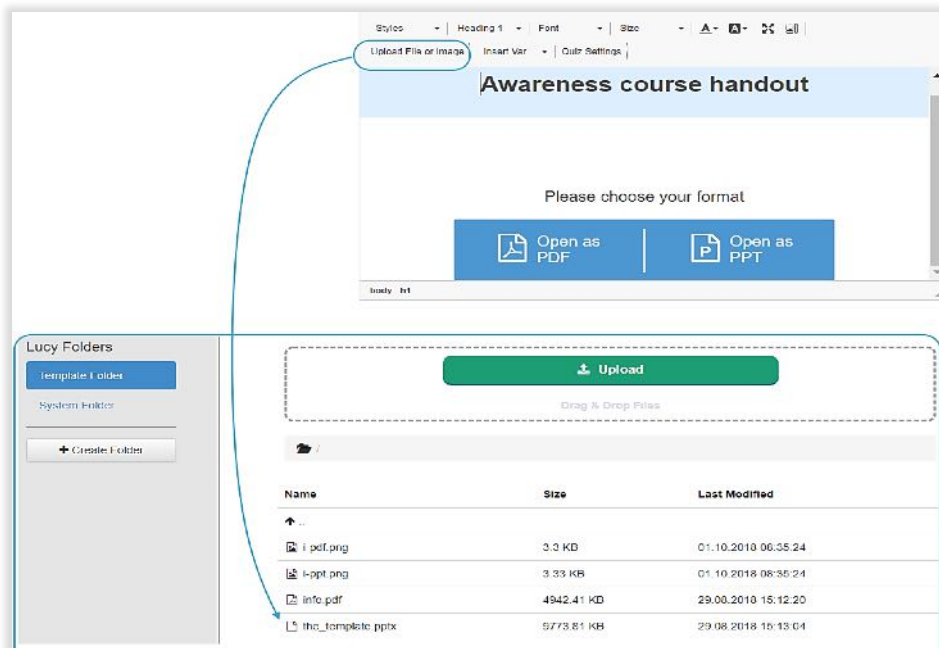 Styles Heading 1 Font Size A A
Upload File or Image Insert Var Quiz Settings
Awareness course handout
Please choose your format
Open as PDF
Open as PPT
body h1
Lucy Folders
Template Folder
System Folder
+ Create Folder
Upload
Drag & Drop Files
/
Name Size Last Modified
..
i-pdf.png 3.3 KB 01.10.2018 08:35:24
i-ppt.png 3.33 KB 01.10.2018 08:35:24
info.pdf 4942.41 KB 29.08.2018 15:12:20
the_template.pptx 9773.81 KB 29.08.2018 15:13:04